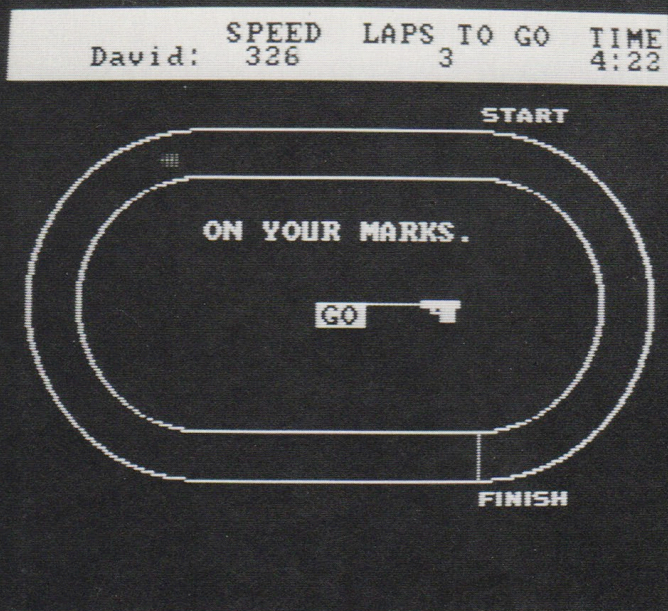 SPEED LAPS TO GO TIME
David: 326 3 4:22
START
ON YOUR MARKS.
GO
FINISH